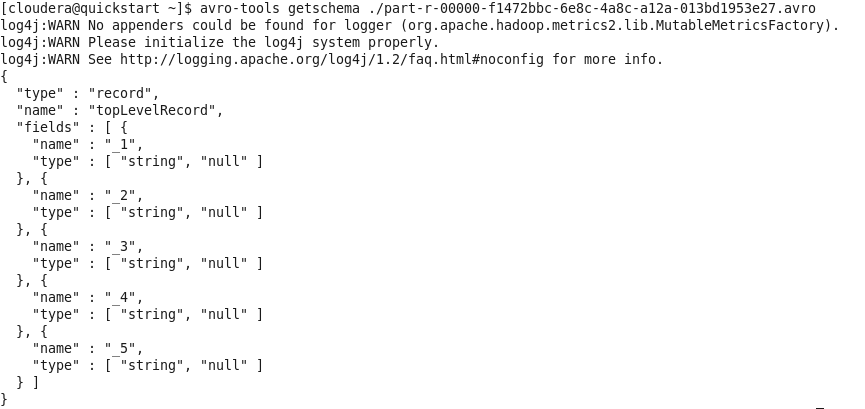 [cloudera@quickstart ~]$ avro-tools getschema ./part-r-00000-f1472bbc-6e8c-4a8c-a12a-013bd1953e27.avro
log4j:WARN No appenders could be found for logger (org.apache.hadoop.metrics2.lib.MutableMetricsFactory).
log4j:WARN Please initialize the log4j system properly.
log4j:WARN See http://logging.apache.org/log4j/1.2/faq.html#noconfig for more info.
{
  "type" : "record",
  "name" : "topLevelRecord",
  "fields" : [ {
    "name" : "_1",
    "type" : [ "string", "null" ]
  }, {
    "name" : "_2",
    "type" : [ "string", "null" ]
  }, {
    "name" : "_3",
    "type" : [ "string", "null" ]
  }, {
    "name" : "_4",
    "type" : [ "string", "null" ]
  }, {
    "name" : "_5",
    "type" : [ "string", "null" ]
  } ]
}